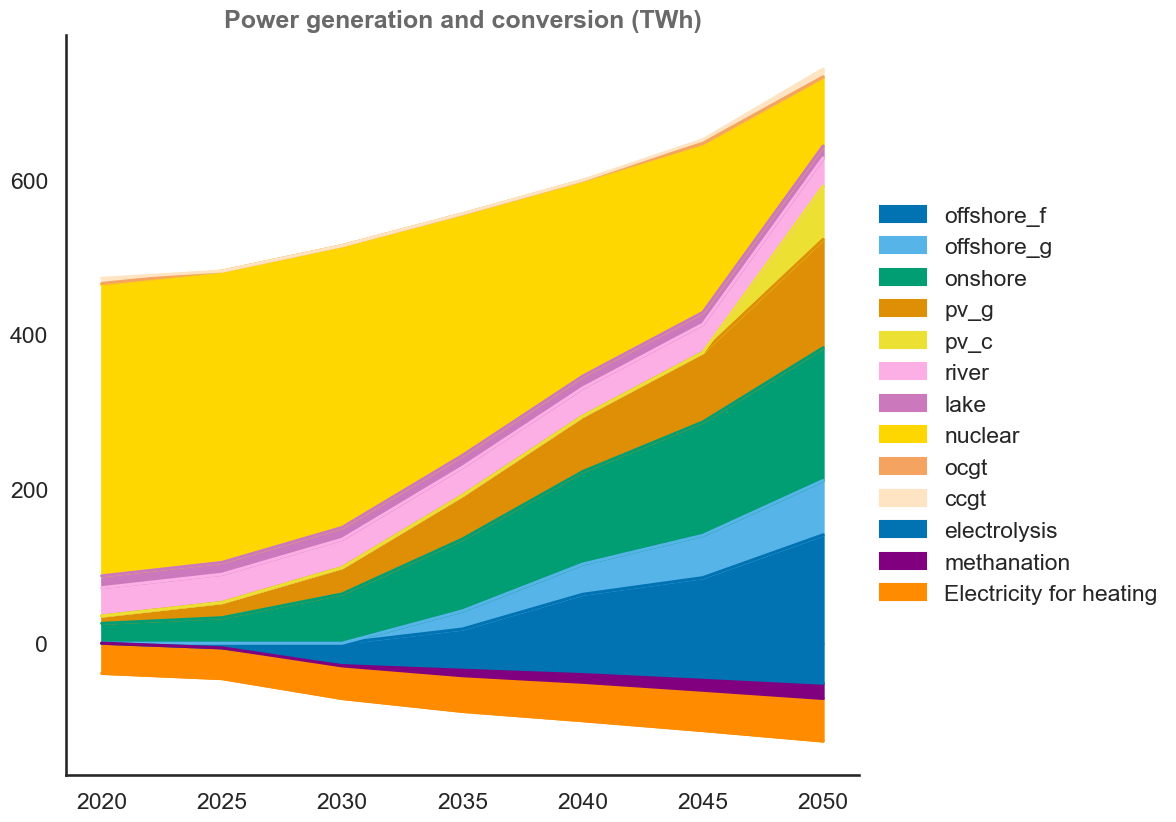 Power generation and conversion (TWh)
600
400
200
0
2020 2025 2030 2035 2040 2045 2050
offshore_f
offshore_g
onshore
pv_g
pv_c
river
lake
nuclear
ocgt
ccgt
electrolysis
methanation
Electricity for heating